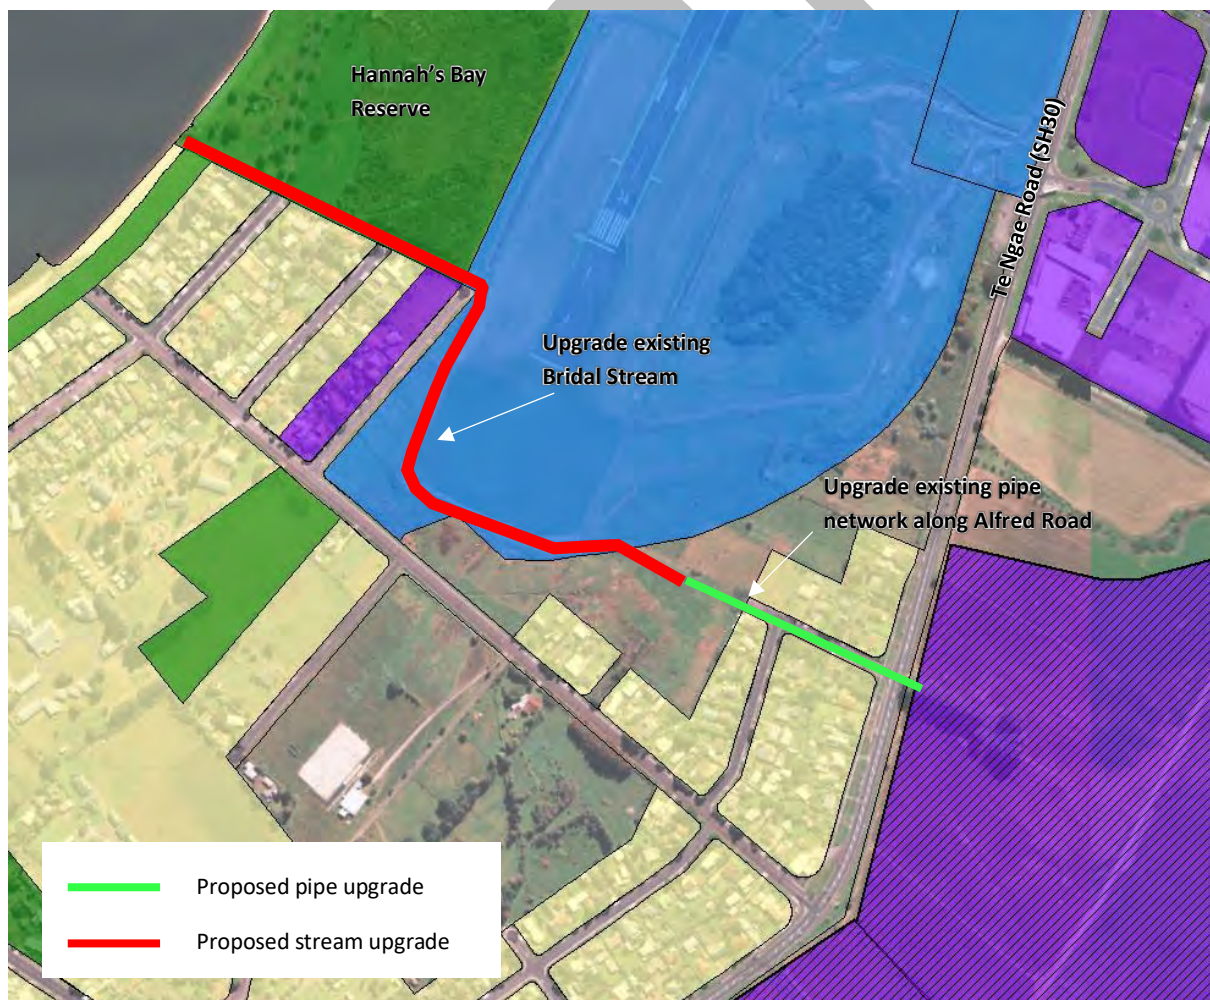 Hannah's Bay
Reserve
Te Ngae Road (SH30)
Upgrade existing
Bridal Stream
Upgrade existing pipe
network along Alfred Road
Proposed pipe upgrade
Proposed stream upgrade